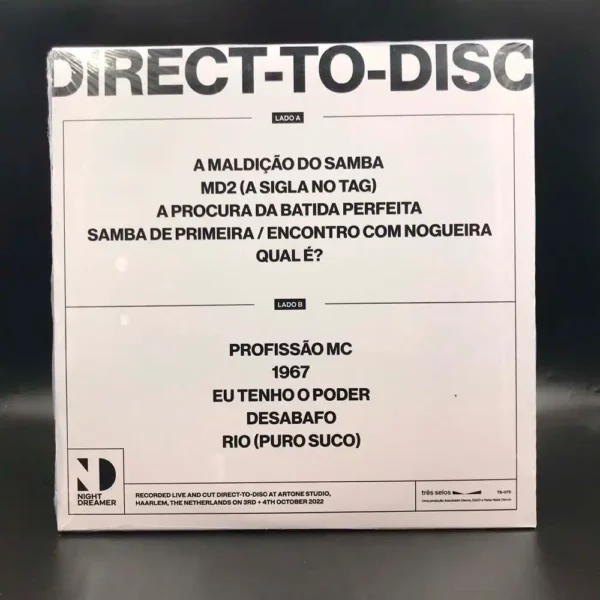 DIRECT-TO-DISC
LADO A
A MALDIÇÃO DO SAMBA
MD2 (A SIGLA NO TAG)
A PROCURA DA BATIDA PERFEITA
SAMBA DE PRIMEIRA / ENCONTRO COM NOGUEIRA
QUAL É?
LADO B
PROFISSÃO MC
1967
EU TENHO O PODER
DESABAFO
RIO (PURO SUCO)
ND
NIGHT
DREAMER
RECORDED LIVE AND CUT DIRECT-TO-DISC AT ARTONE STUDIO,
HAARLEM, THE NETHERLANDS ON 3RD + 4TH OCTOBER 2022
três selos
Uma produção